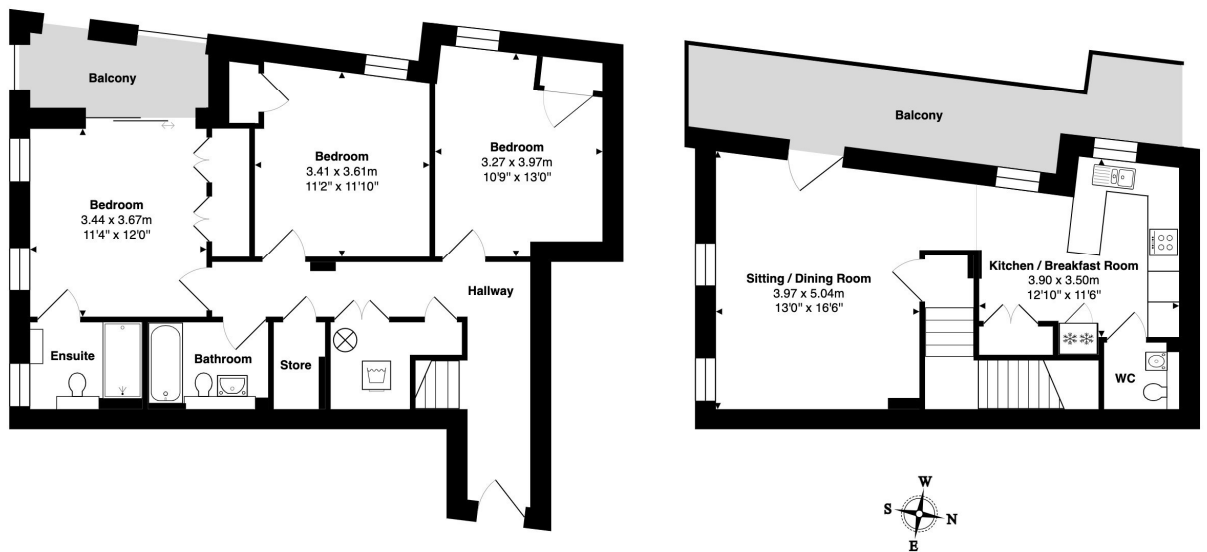 Balcony
Bedroom
3.44 x 3.67m
11'4" x 12'0"
Bedroom
3.41 x 3.61m
11'2" x 11'10"
Bedroom
3.27 x 3.97m
10'9" x 13'0"
Hallway
Ensuite
Bathroom
Store
Balcony
Sitting / Dining Room
3.97 x 5.04m
13'0" x 16'6"
Kitchen / Breakfast Room
3.90 x 3.50m
12'10" x 11'6"
WC
W
S
N
E